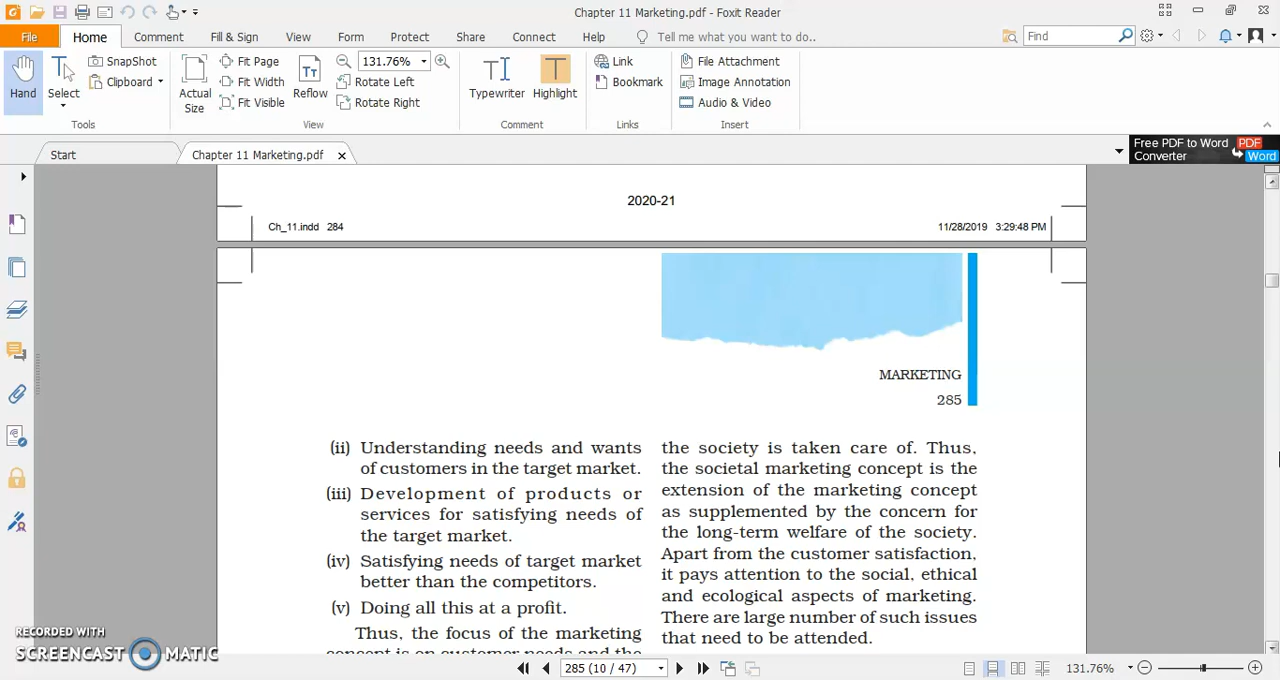 Chapter 11 Marketing.pdf - Foxit Reader
File Home Comment Fill & Sign View Form Protect Share Connect Help Tell me what you want to do.. Find
Hand
Select
SnapShot
Clipboard
Tools
Actual Size
Fit Page
Fit Width
Fit Visible
Reflow
131.76%
Rotate Left
Rotate Right
View
Typewriter
Highlight
Comment
Link
Bookmark
Links
File Attachment
Image Annotation
Audio & Video
Insert
Start
Chapter 11 Marketing.pdf
Free PDF to Word PDF
Converter Word
2020-21
Ch_11.indd 284
11/28/2019 3:29:48 PM
MARKETING
285
(ii) Understanding needs and wants
of customers in the target market.
(iii) Development of products or
services for satisfying needs of
the target market.
(iv) Satisfying needs of target market
better than the competitors.
(v) Doing all this at a profit.
Thus, the focus of the marketing
concept is on customer needs and the
the society is taken care of. Thus,
the societal marketing concept is the
extension of the marketing concept
as supplemented by the concern for
the long-term welfare of the society.
Apart from the customer satisfaction,
it pays attention to the social, ethical
and ecological aspects of marketing.
There are large number of such issues
that need to be attended.
RECORDED WITH
SCREENCAST MATIC
285 (10 / 47)
131.76%